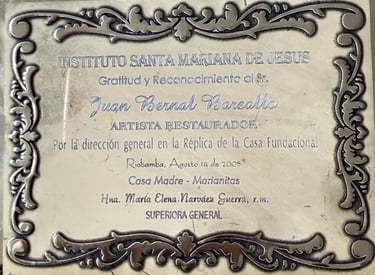 INSTITUTO SANTA MARIANA DE JESUS
Gratitud y Reconocimiento al Sr.
Juan Bernal Barcallo
ARTISTA RESTAURADOR
Por la dirección general en la Réplica de la Casa Fundacional
Riobamba, Agosto 14 de 2005
Casa Madre - Marianitas
Hna. María Elena Narváez Guerra, r.m.
SUPERIORA GENERAL